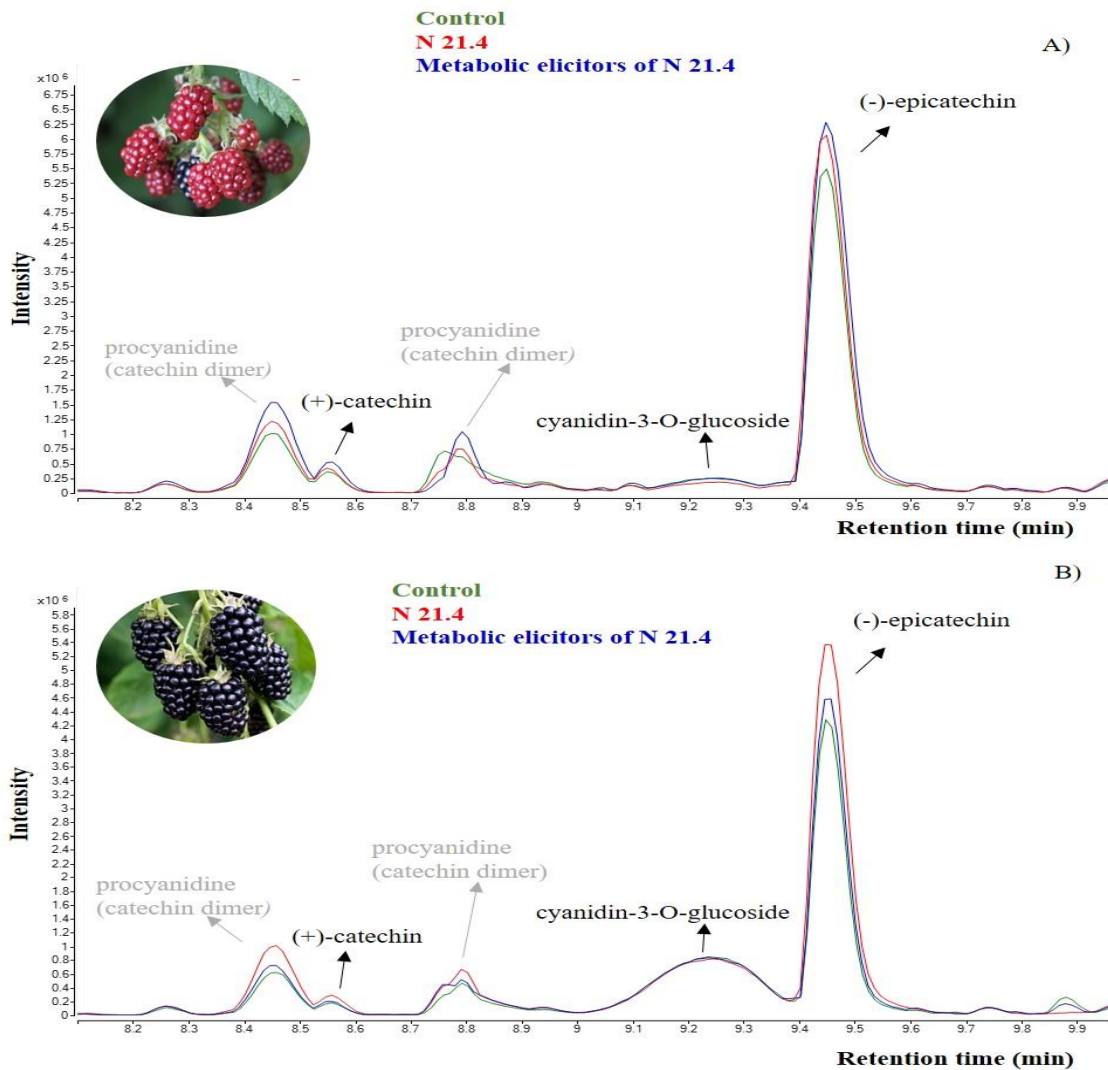 Control
N 21.4
Metabolic elicitors of N 21.4
A)
x10 6
6.75
6.5
6.25
6
5.75
5.5
5.25
5
4.75
4.5
4.25
4
3.75
3.5
3.25
3
2.75
2.5
2.25
2
1.75
1.5
1.25
1
0.75
0.5
0.25
0
Intensity
(-)-epicatechin
procyanidine
(catechin dimer)
(+)-catechin
procyanidine
(catechin dimer)
cyanidin-3-O-glucoside
8.2 8.3 8.4 8.5 8.6 8.7 8.8 8.9 9 9.1 9.2 9.3 9.4 9.5 9.6 9.7 9.8 9.9
Retention time (min)
B)
Control
N 21.4
Metabolic elicitors of N 21.4
x10 6
5.8
5.6
5.4
5.2
5
4.8
4.6
4.4
4.2
4
3.8
3.6
3.4
3.2
3
2.8
2.6
2.4
2.2
2
1.8
1.6
1.4
1.2
1
0.8
0.6
0.4
0.2
0
Intensity
(-)-epicatechin
procyanidine
(catechin dimer)
(+)-catechin
procyanidine
(catechin dimer)
cyanidin-3-O-glucoside
8.2 8.3 8.4 8.5 8.6 8.7 8.8 8.9 9 9.1 9.2 9.3 9.4 9.5 9.6 9.7 9.8 9.9
Retention time (min)